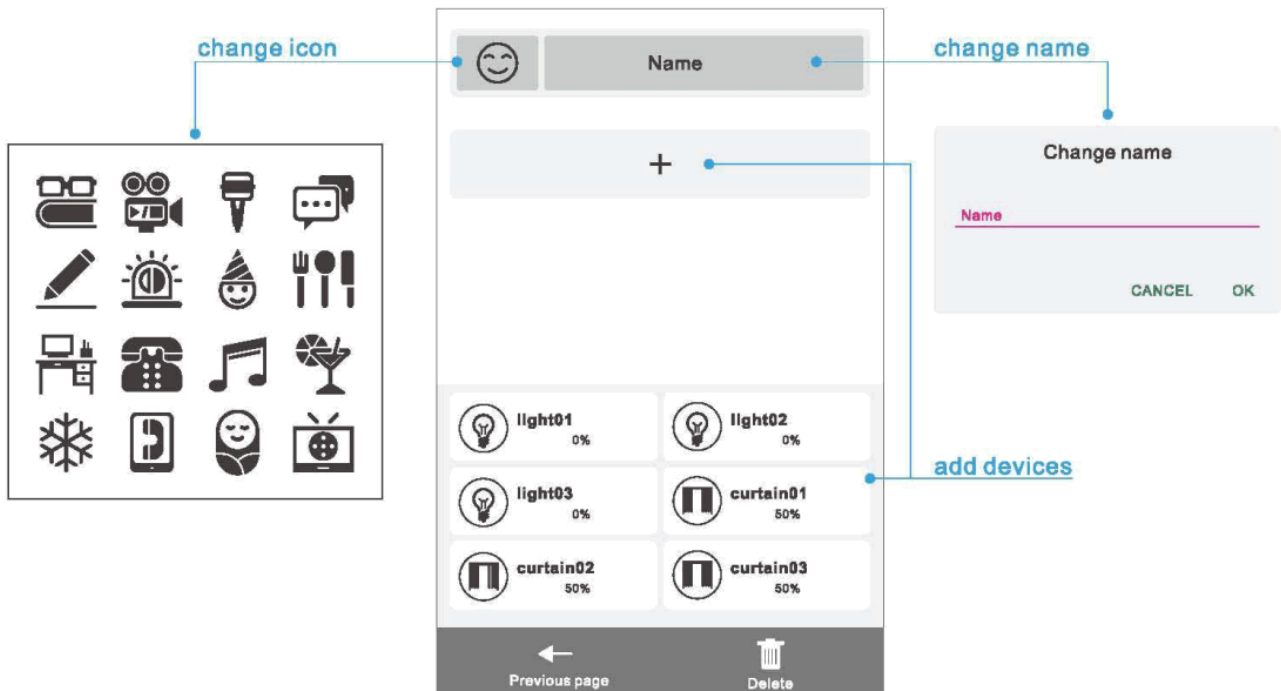 change icon
Name
change name
+
Change name
Name
CANCEL
OK
light01
0%
light02
0%
light03
0%
curtain01
50%
add devices
curtain02
50%
curtain03
50%
Previous page
Delete